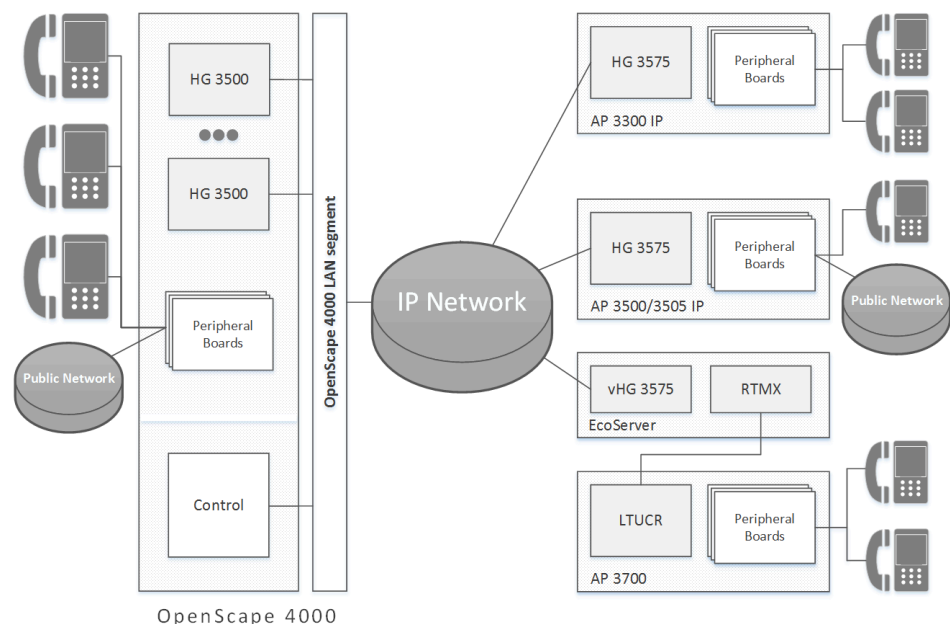 HG 3500
HG 3500
Peripheral
Boards
Public Network
Control
OpenScape 4000
OpenScape 4000 LAN segment
IP Network
HG 3575
Peripheral
Boards
AP 3300 IP
HG 3575
Peripheral
Boards
AP 3500/3505 IP
Public Network
vHG 3575
RTMX
EcoServer
LTUCR
Peripheral
Boards
AP 3700